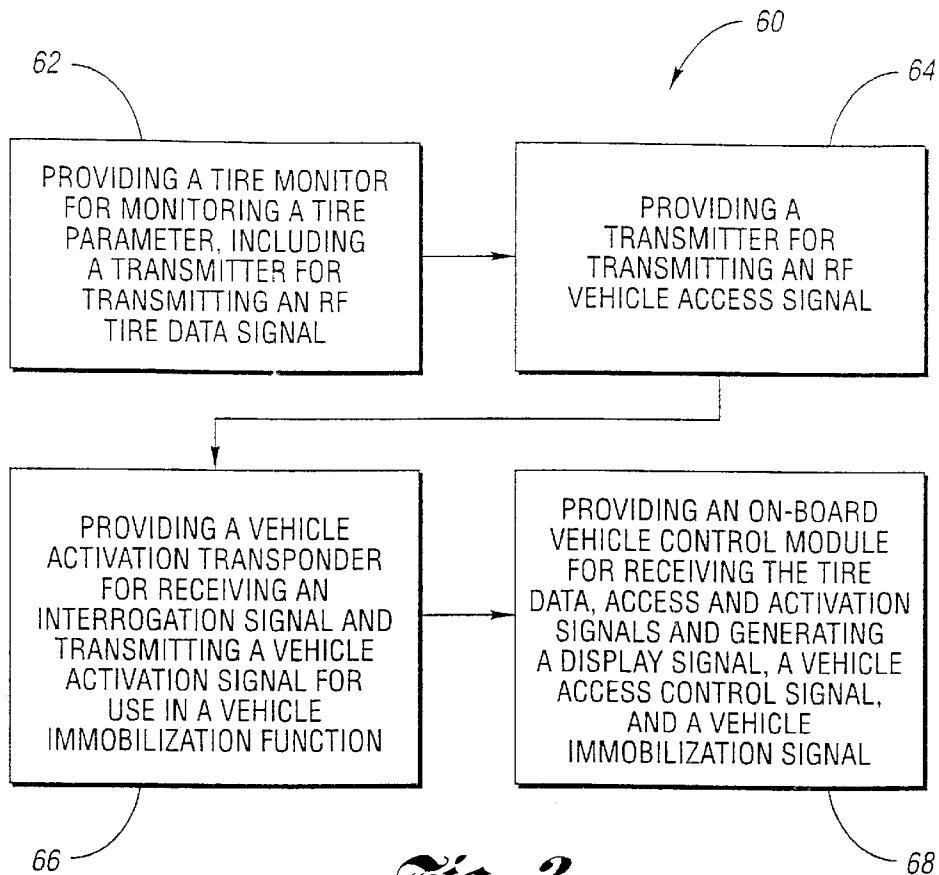 60
62
64
PROVIDING A TIRE MONITOR
FOR MONITORING A TIRE
PARAMETER, INCLUDING
A TRANSMITTER FOR
TRANSMITTING AN RF
TIRE DATA SIGNAL
PROVIDING A
TRANSMITTER FOR
TRANSMITTING AN RF
VEHICLE ACCESS SIGNAL
PROVIDING A VEHICLE
ACTIVATION TRANSPONDER
FOR RECEIVING AN
INTERROGATION SIGNAL AND
TRANSMITTING A VEHICLE
ACTIVATION SIGNAL FOR
USE IN A VEHICLE
IMMOBILIZATION FUNCTION
PROVIDING AN ON-BOARD
VEHICLE CONTROL MODULE
FOR RECEIVING THE TIRE
DATA, ACCESS AND ACTIVATION
SIGNALS AND GENERATING
A DISPLAY SIGNAL, A VEHICLE
ACCESS CONTROL SIGNAL,
AND A VEHICLE
IMMOBILIZATION SIGNAL
66
68